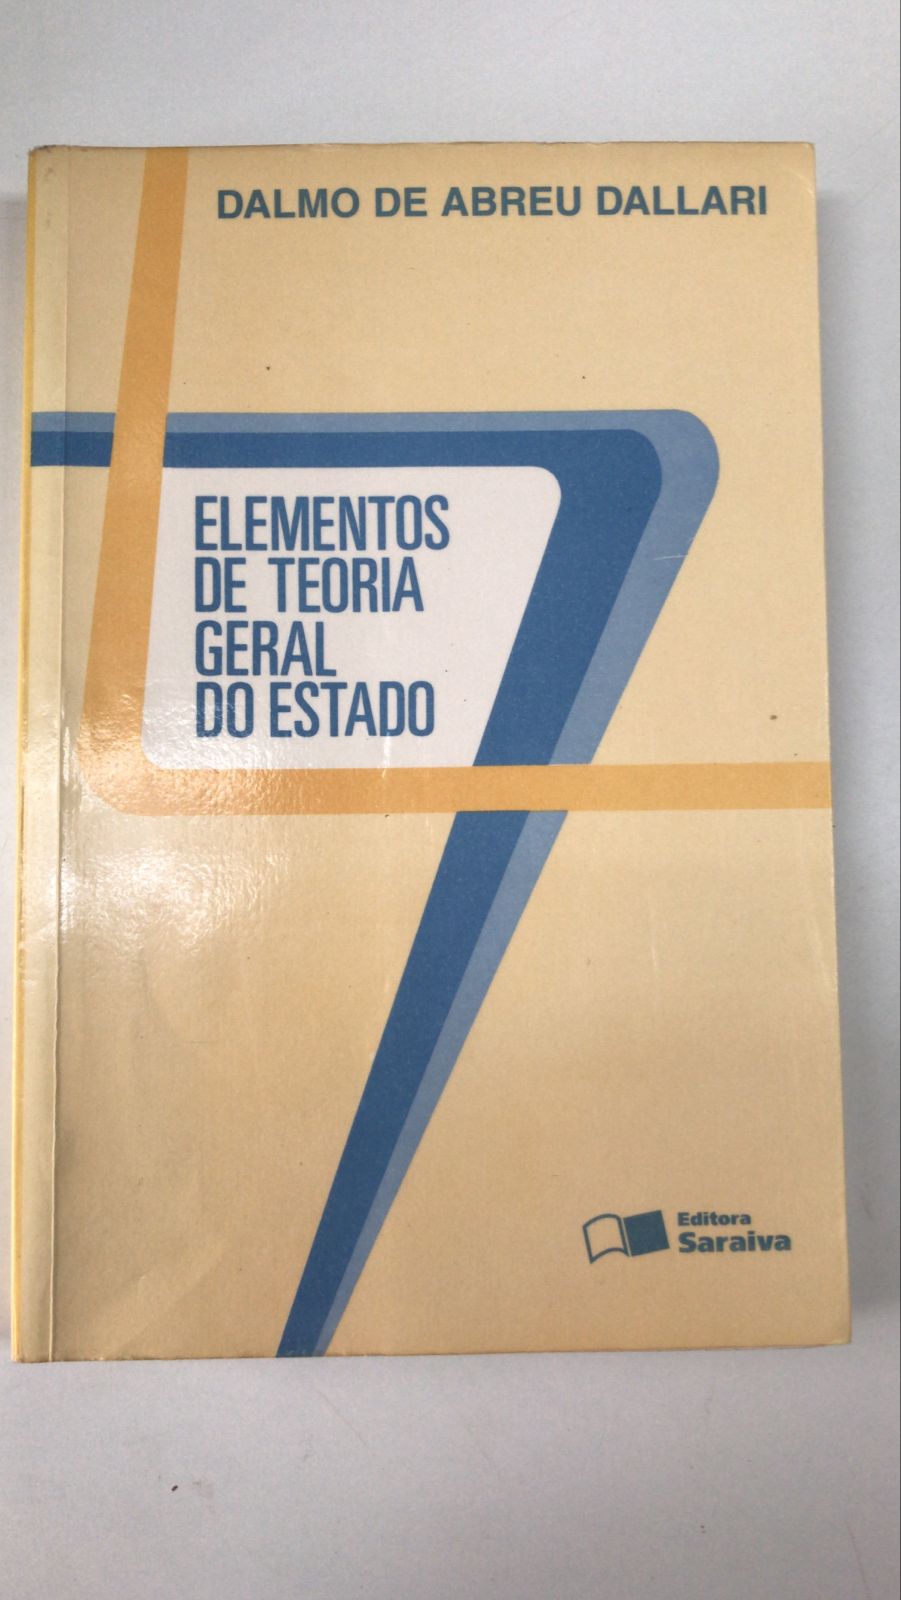 DALMO DE ABREU DALLARI
ELEMENTOS
DE TEORIA
GERAL
DO ESTADO
Editora
Saraiva